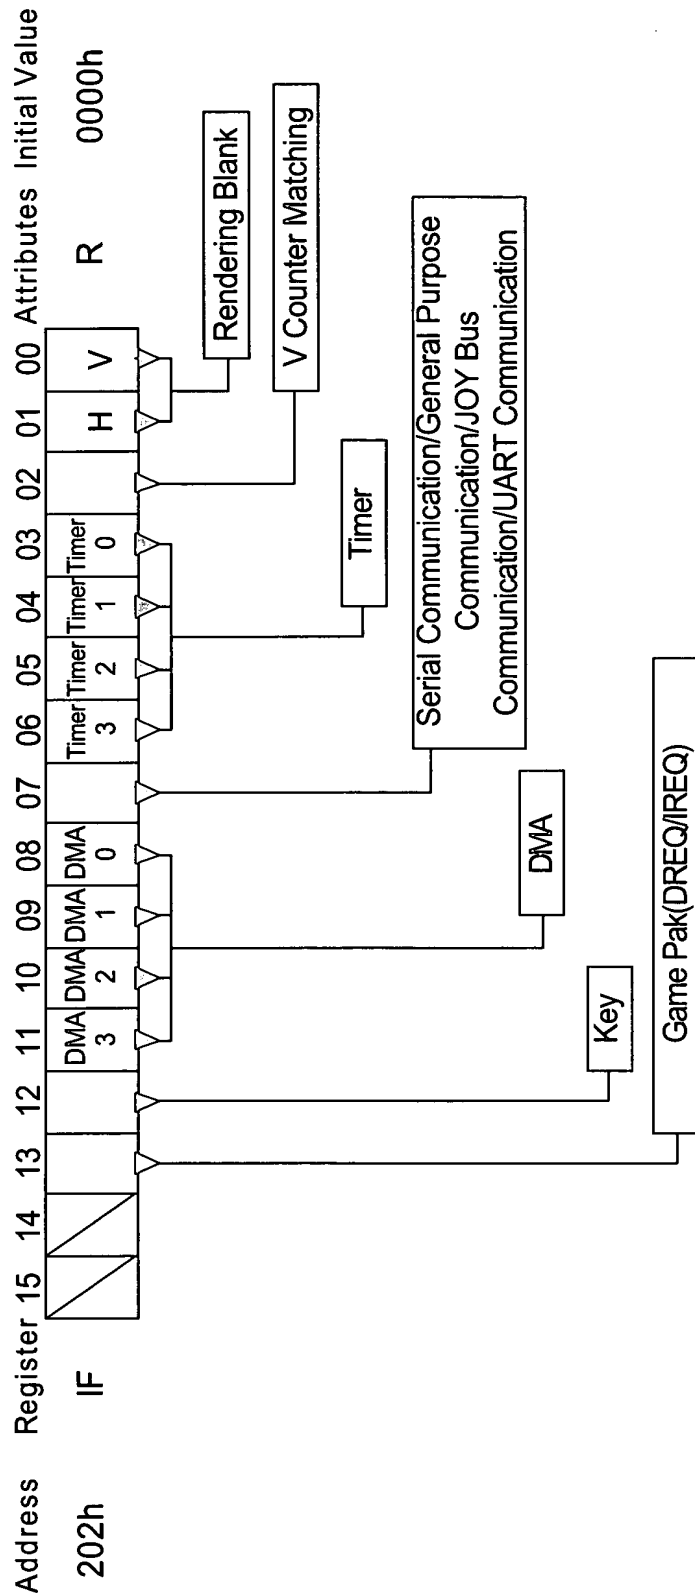 Address Register 15 14 13 12 11 10 09 08 07 06 05 04 03 02 01 00 Attributes Initial Value
202h IF DMA 3 DMA 2 DMA 1 DMA 0 Timer 3 Timer 2 Timer 1 Timer 0 H V R 0000h
Rendering Blank
V Counter Matching
Timer
Serial Communication/General Purpose
Communication/JOY Bus
Communication/UART Communication
DMA
Key
Game Pak(DREQ/IREQ)